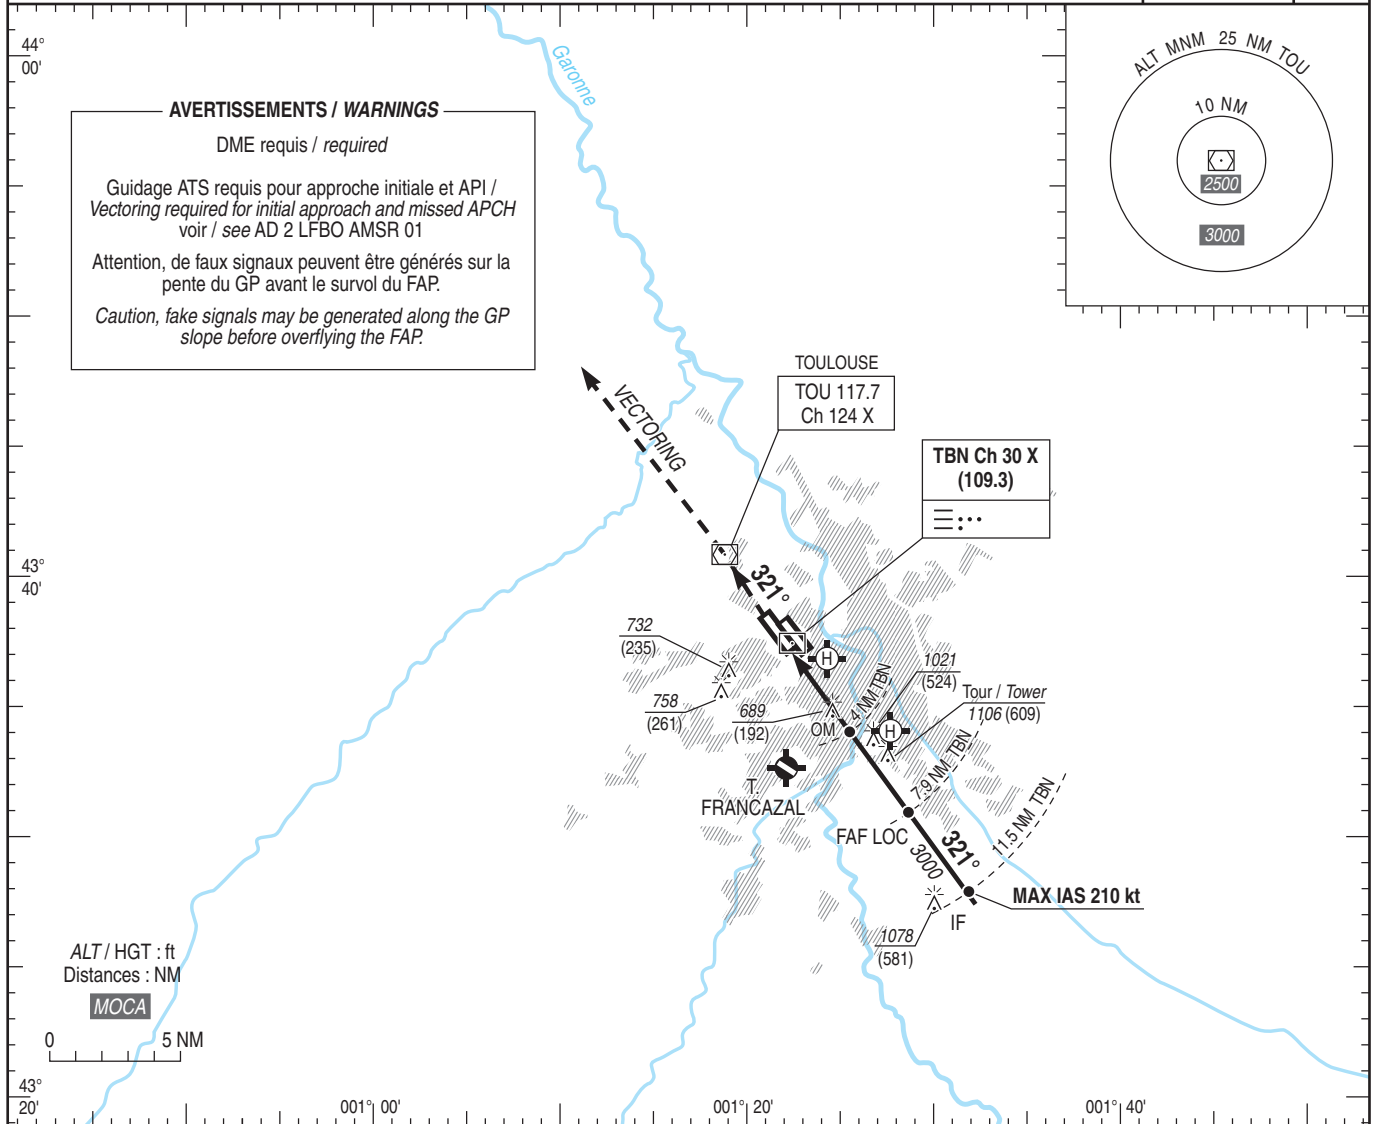 44°
00'
Garonne
ALT MNM 25 NM TOU
10 NM
2500
3000
AVERTISSEMENTS / WARNINGS
DME requis / required
Guidage ATS requis pour approche initiale et API /
Vectoring required for initial approach and missed APCH
voir / see AD 2 LFBO AMSR 01
Attention, de faux signaux peuvent être générés sur la
pente du GP avant le survol du FAP.
Caution, fake signals may be generated along the GP
slope before overflying the FAP.
VECTORING
TOULOUSE
TOU 117.7
Ch 124 X
TBN Ch 30 X
(109.3)
43°
40'
321°
732
(235)
H
758
(261)
689
(192)
OM
4 NM TBN
1021
(524)
H
Tour / Tower
1106 (609)
T.
FRANCAZAL
7.9 NM TBN
FAF LOC
3000
321°
11.5 NM TBN
MAX IAS 210 kt
IF
1078
(581)
ALT / HGT : ft
Distances : NM
MOCA
0 5 NM
43°
20'
001° 00'
001° 20'
001° 40'